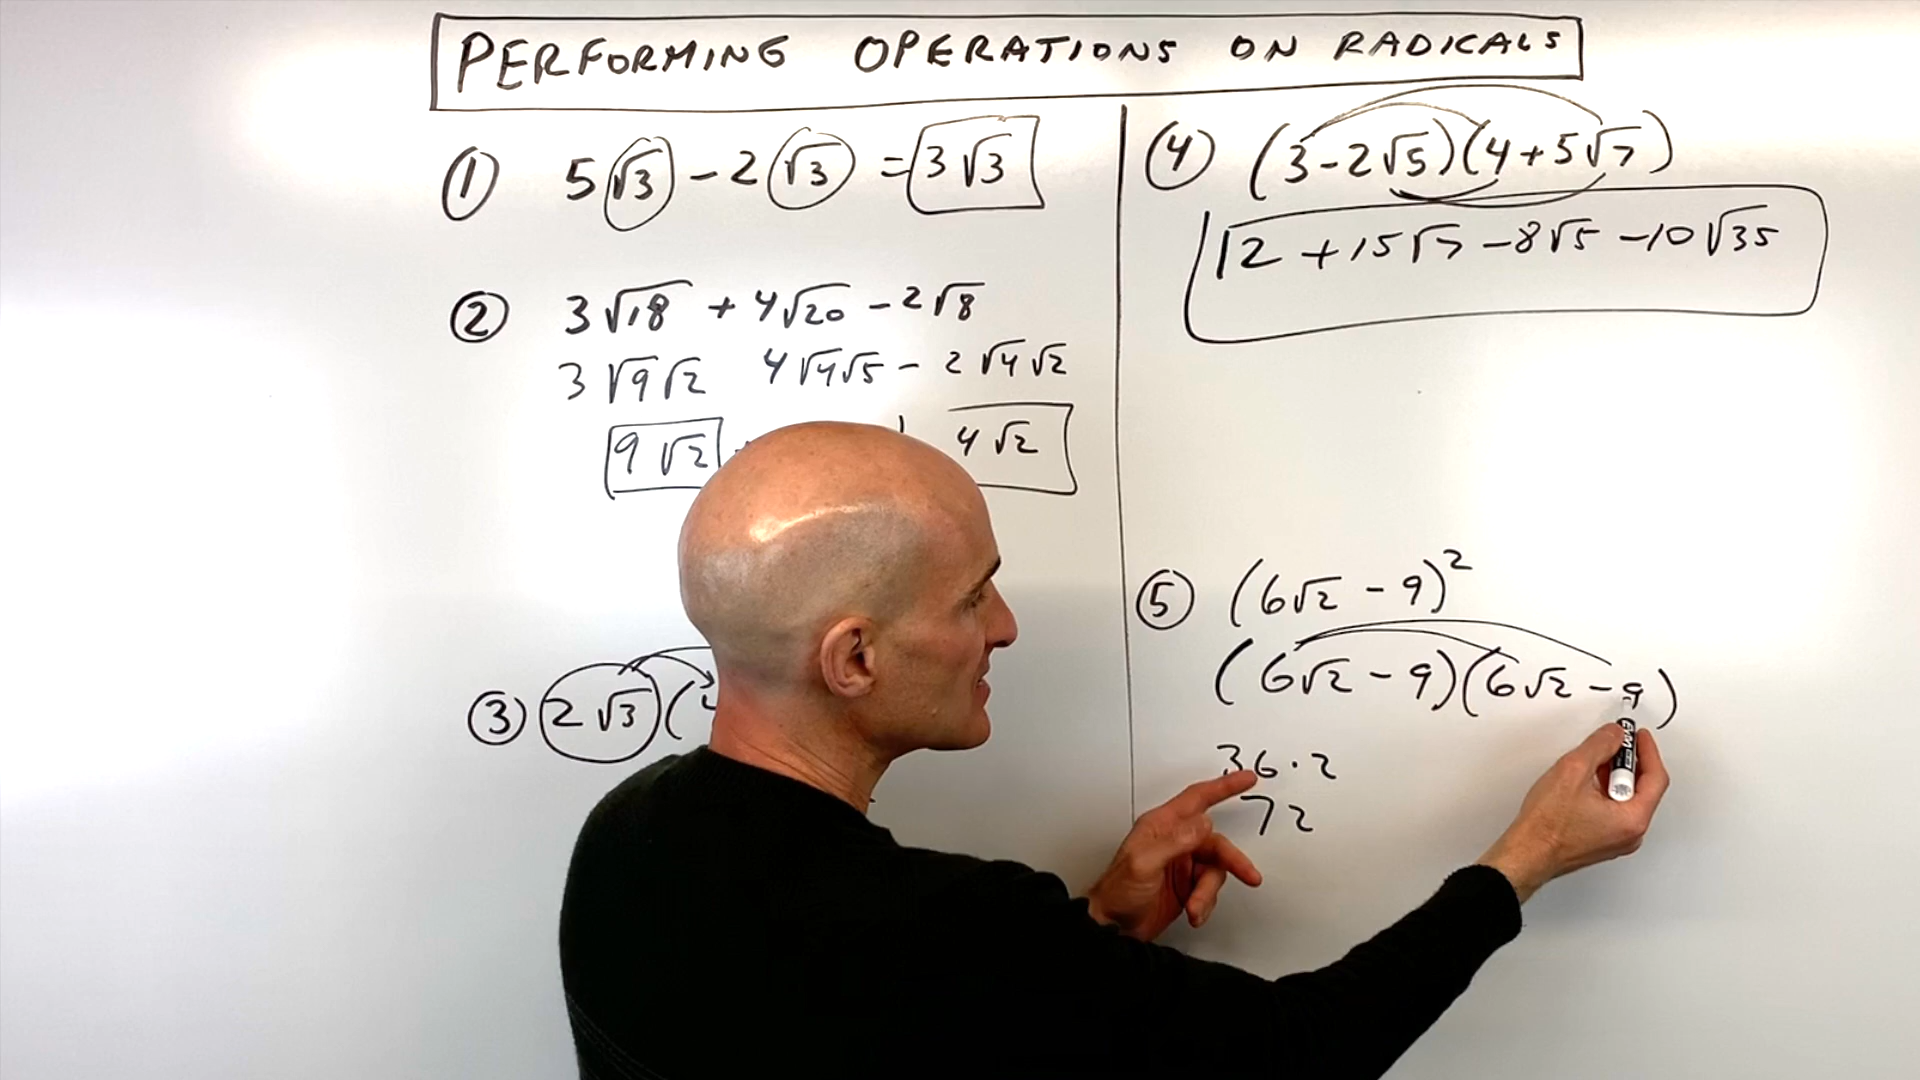 PERFORMING OPERATIONS ON RADICALS
① 5√3 - 2√3 = 3√3
② 3√18 + 4√20 - 2√8
3√9√2 4√4√5 - 2√4√2
9√2 4√2
③ 2√3(
④ (3-2√5)(4+5√7)
12 +15√7 -8√5 -10√35
⑤ (6√2 - 9)²
(6√2 - 9)(6√2 - 9)
36·2
72